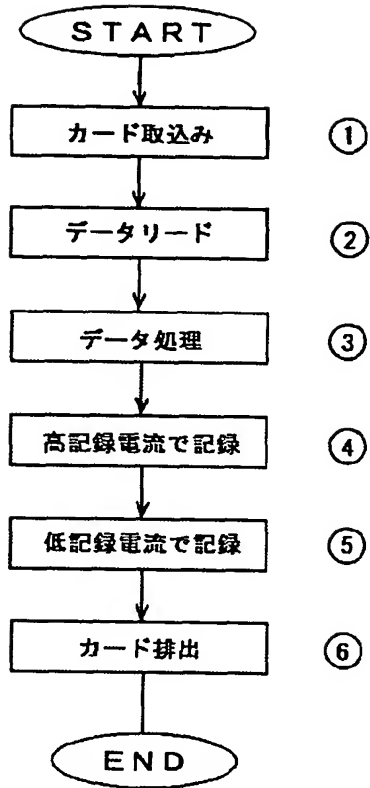 START
カード取込み ①
データリード ②
データ処理 ③
高記録電流で記録 ④
低記録電流で記録 ⑤
カード排出 ⑥
END